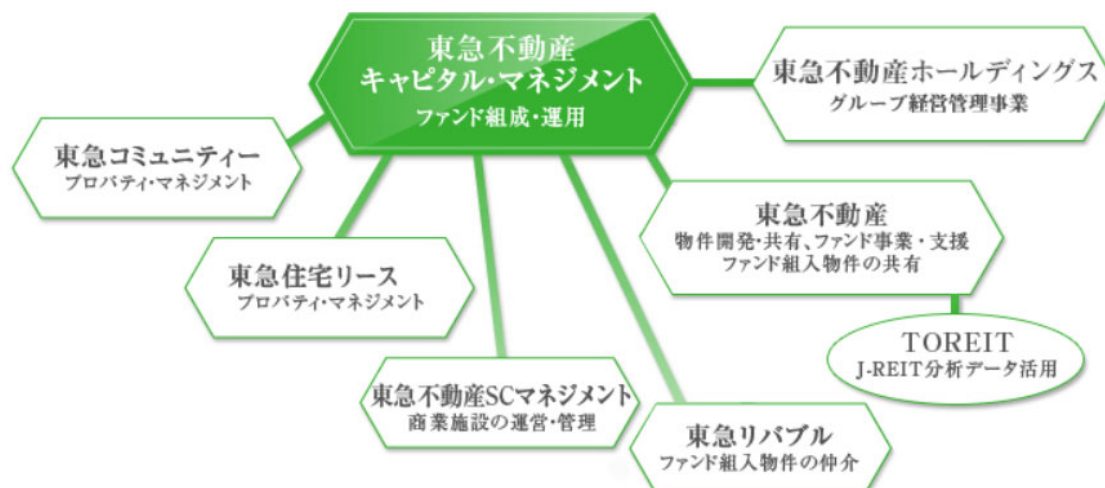 東急不動産
キャピタル・マネジメント
ファンド組成・運用
東急不動産ホールディングス
グループ経営管理事業
東急コミュニティー
プロパティ・マネジメント
東急不動産
物件開発・共有、ファンド事業・支援
ファンド組入物件の共有
東急住宅リース
プロパティ・マネジメント
TOREIT
J-REIT分析データ活用
東急不動産SCマネジメント
商業施設の運営・管理
東急リバブル
ファンド組入物件の仲介